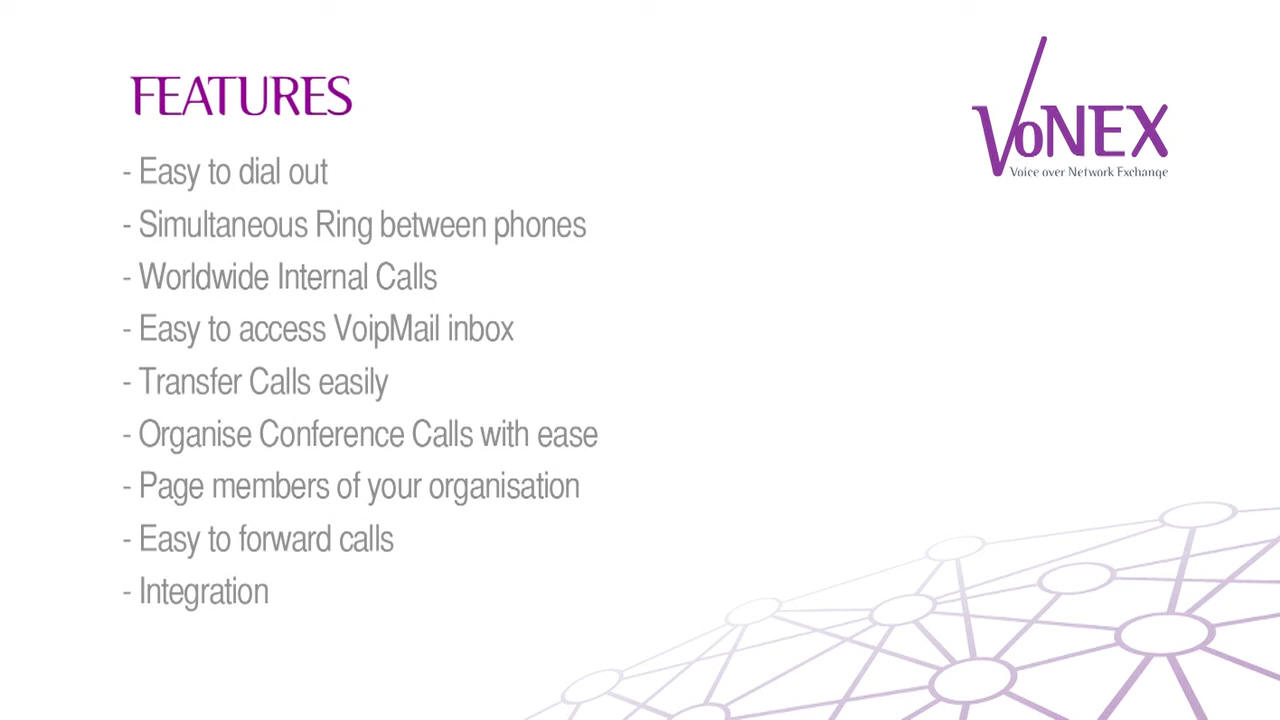 FEATURES
- Easy to dial out
- Simultaneous Ring between phones
- Worldwide Internal Calls
- Easy to access VoipMail inbox
- Transfer Calls easily
- Organise Conference Calls with ease
- Page members of your organisation
- Easy to forward calls
- Integration
VoNEX
Voice over Network Exchange